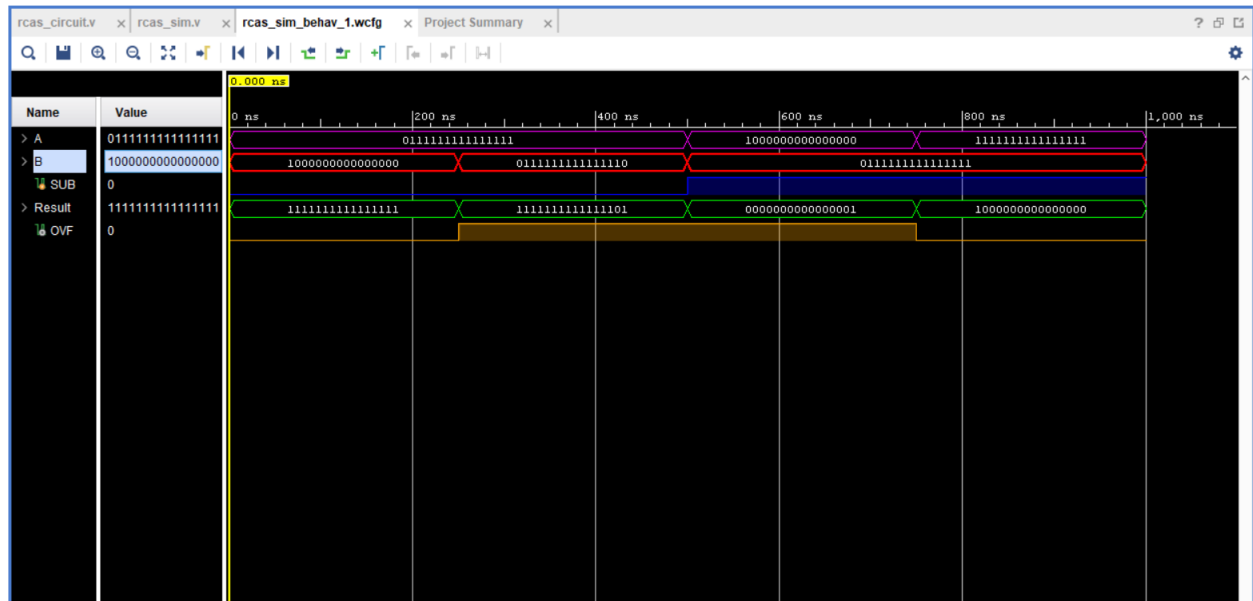 rcas_circuit.v x rcas_sim.v x rcas_sim_behav_1.wcfg x Project Summary x ?
0.000 ns
Name Value 0 ns 200 ns 400 ns 600 ns 800 ns 1,000 ns
> A 0111111111111111 0111111111111111 1000000000000000 1111111111111111
> B 1000000000000000 1000000000000000 0111111111111110 0111111111111111
SUB 0
> Result 1111111111111111 1111111111111111 1111111111111101 0000000000000001 1000000000000000
OVF 0